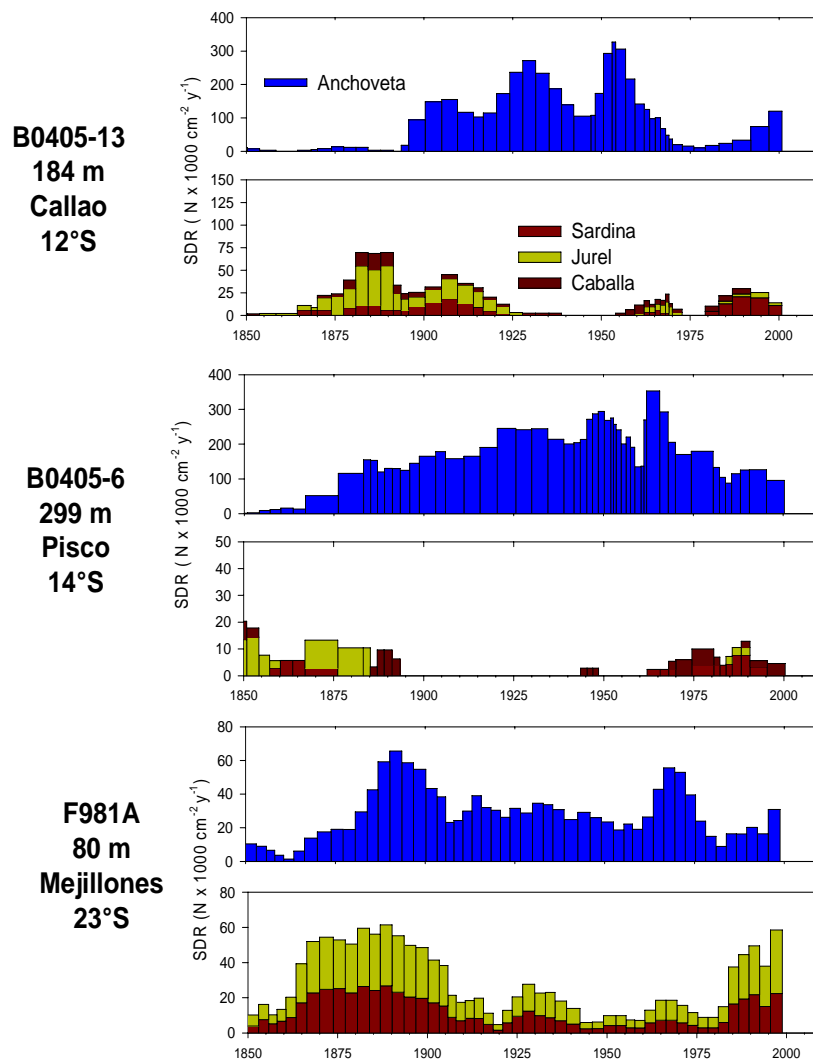 B0405-13
184 m
Callao
12°S
SDR ( N x 1000 cm-2 y-1)
400
300
200
100
0
Anchoveta
150
125
100
75
50
25
0
Sardina
Jurel
Caballa
1850 1875 1900 1925 1950 1975 2000
B0405-6
299 m
Pisco
14°S
SDR ( N x 1000 cm-2 y-1)
400
300
200
100
0
50
40
30
20
10
0
1850 1875 1900 1925 1950 1975 2000
F981A
80 m
Mejillones
23°S
SDR (N x 1000 cm-2 y-1)
80
60
40
20
0
80
60
40
20
0
1850 1875 1900 1925 1950 1975 2000